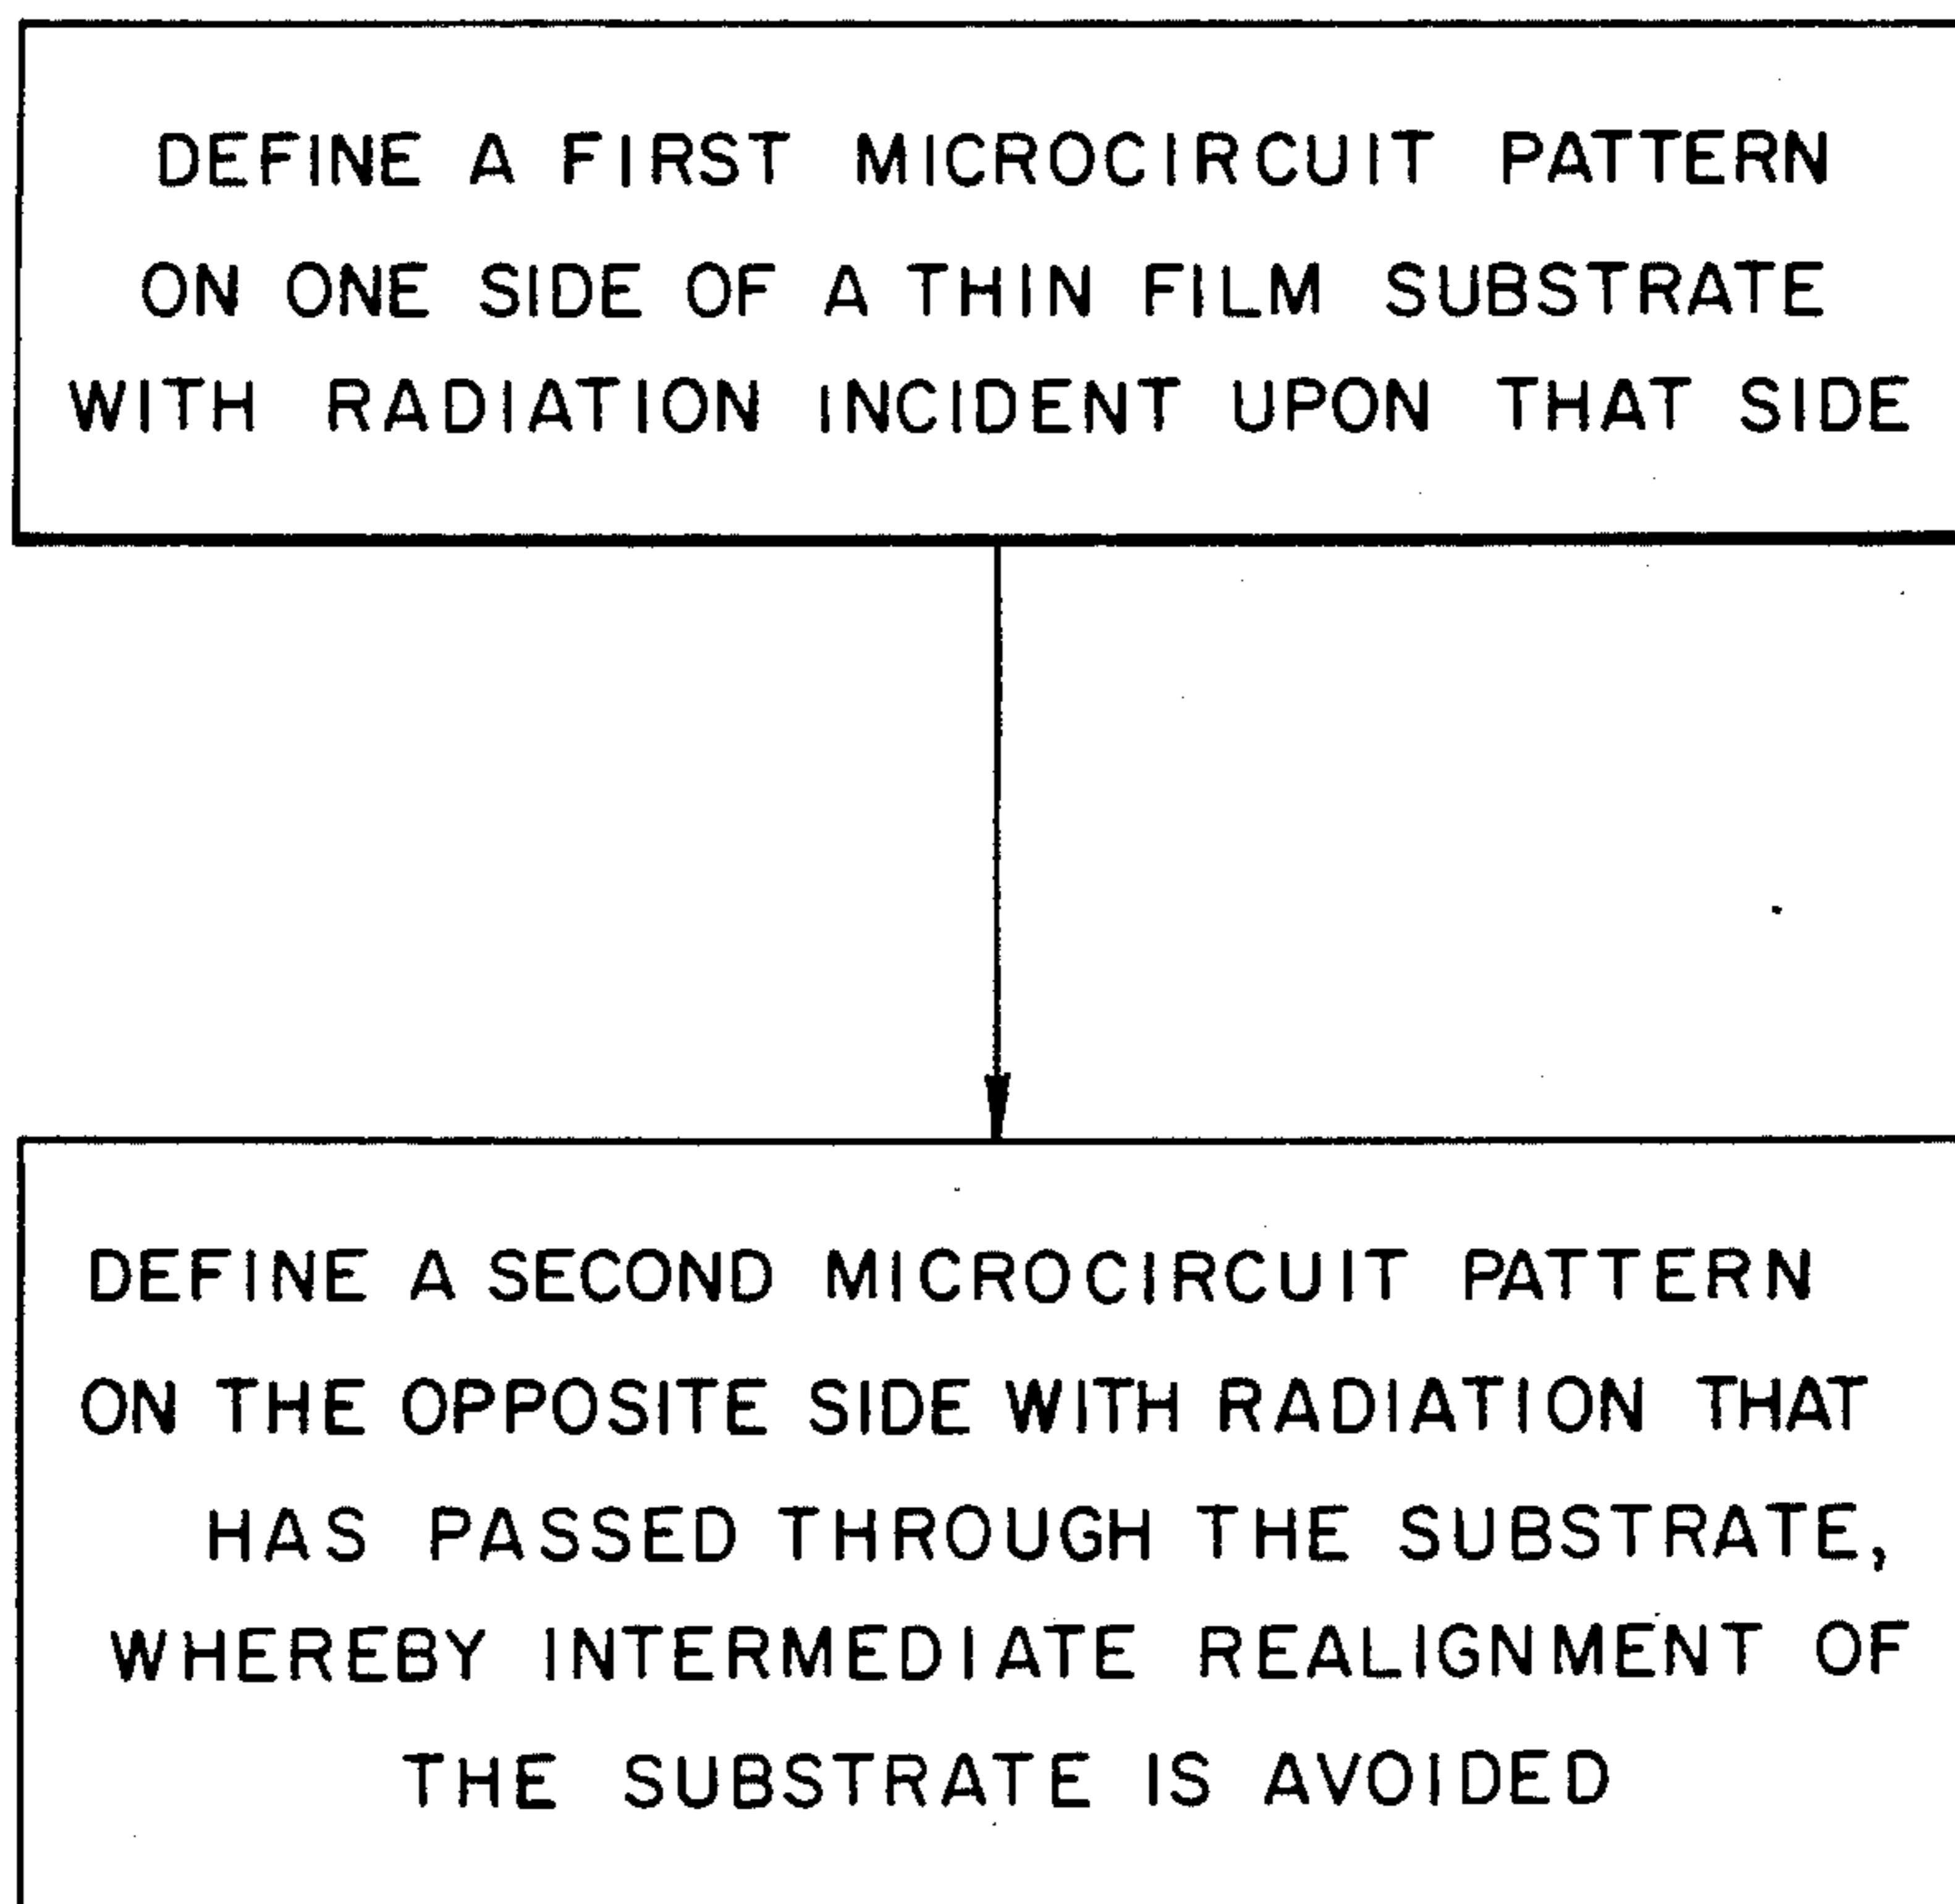 DEFINE A FIRST MICROCIRCUIT PATTERN
ON ONE SIDE OF A THIN FILM SUBSTRATE
WITH RADIATION INCIDENT UPON THAT SIDE
DEFINE A SECOND MICROCIRCUIT PATTERN
ON THE OPPOSITE SIDE WITH RADIATION THAT
HAS PASSED THROUGH THE SUBSTRATE,
WHEREBY INTERMEDIATE REALIGNMENT OF
THE SUBSTRATE IS AVOIDED